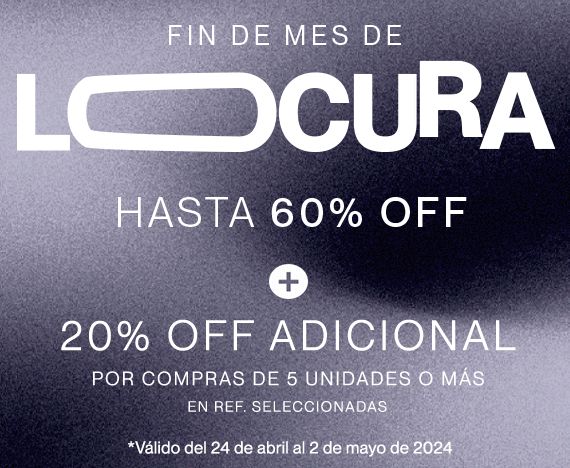 FIN DE MES DE
LOCURA
HASTA 60% OFF
+
20% OFF ADICIONAL
POR COMPRAS DE 5 UNIDADES O MÁS
EN REF. SELECCIONADAS
*Válido del 24 de abril al 2 de mayo de 2024